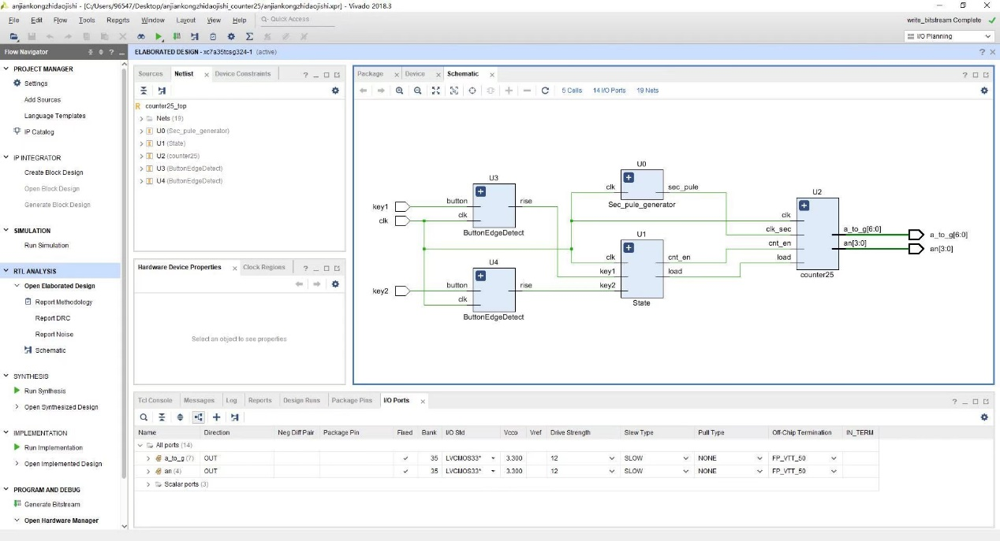 anjiankongzhidaojishi - [C:/Users/96547/Desktop/anjiankongzhidaojishi_counter25/anjiankongzhidaojishi.xpr] - Vivado 2018.3
File Edit Flow Tools Reports Window Layout View Help Q- Quick Access
write_bitstream Complete
I/O Planning
Flow Navigator
PROJECT MANAGER
Settings
Add Sources
Language Templates
IP Catalog
IP INTEGRATOR
Create Block Design
Open Block Design
Generate Block Design
SIMULATION
Run Simulation
RTL ANALYSIS
Open Elaborated Design
Report Methodology
Report DRC
Report Noise
Schematic
SYNTHESIS
Run Synthesis
Open Synthesized Design
IMPLEMENTATION
Run Implementation
Open Implemented Design
PROGRAM AND DEBUG
Generate Bitstream
Open Hardware Manager
ELABORATED DESIGN - xc7a35tcsg324-1 (active)
Sources Netlist Device Constraints
counter25_top
Nets (19)
U0 (Sec_pule_generator)
U1 (State)
U2 (counter25)
U3 (ButtonEdgeDetect)
U4 (ButtonEdgeDetect)
Hardware Device Properties Clock Regions
Select an object to see properties
Package Device Schematic
5 Cells 14 I/O Ports 19 Nets
key1
clk
key2
U3
button
clk
rise
ButtonEdgeDetect
U4
button
clk
rise
ButtonEdgeDetect
U0
clk
sec_pule
Sec_pule_generator
U1
clk
key1
key2
cnt_en
load
State
U2
clk
clk_sec
cnt_en
load
a_to_g[6:0]
an[3:0]
counter25
a_to_g[6:0]
an[3:0]
Tcl Console Messages Log Reports Design Runs Package Pins I/O Ports
Name Direction Neg Diff Pair Package Pin Fixed Bank I/O Std Vcco Vref Drive Strength Slew Type Pull Type Off-Chip Termination IN_TERM
All ports (14)
a_to_g (7) OUT 35 LVCMOS33* 3.300 12 SLOW NONE FP_VTT_50
an (4) OUT 35 LVCMOS33* 3.300 12 SLOW NONE FP_VTT_50
Scalar ports (3)